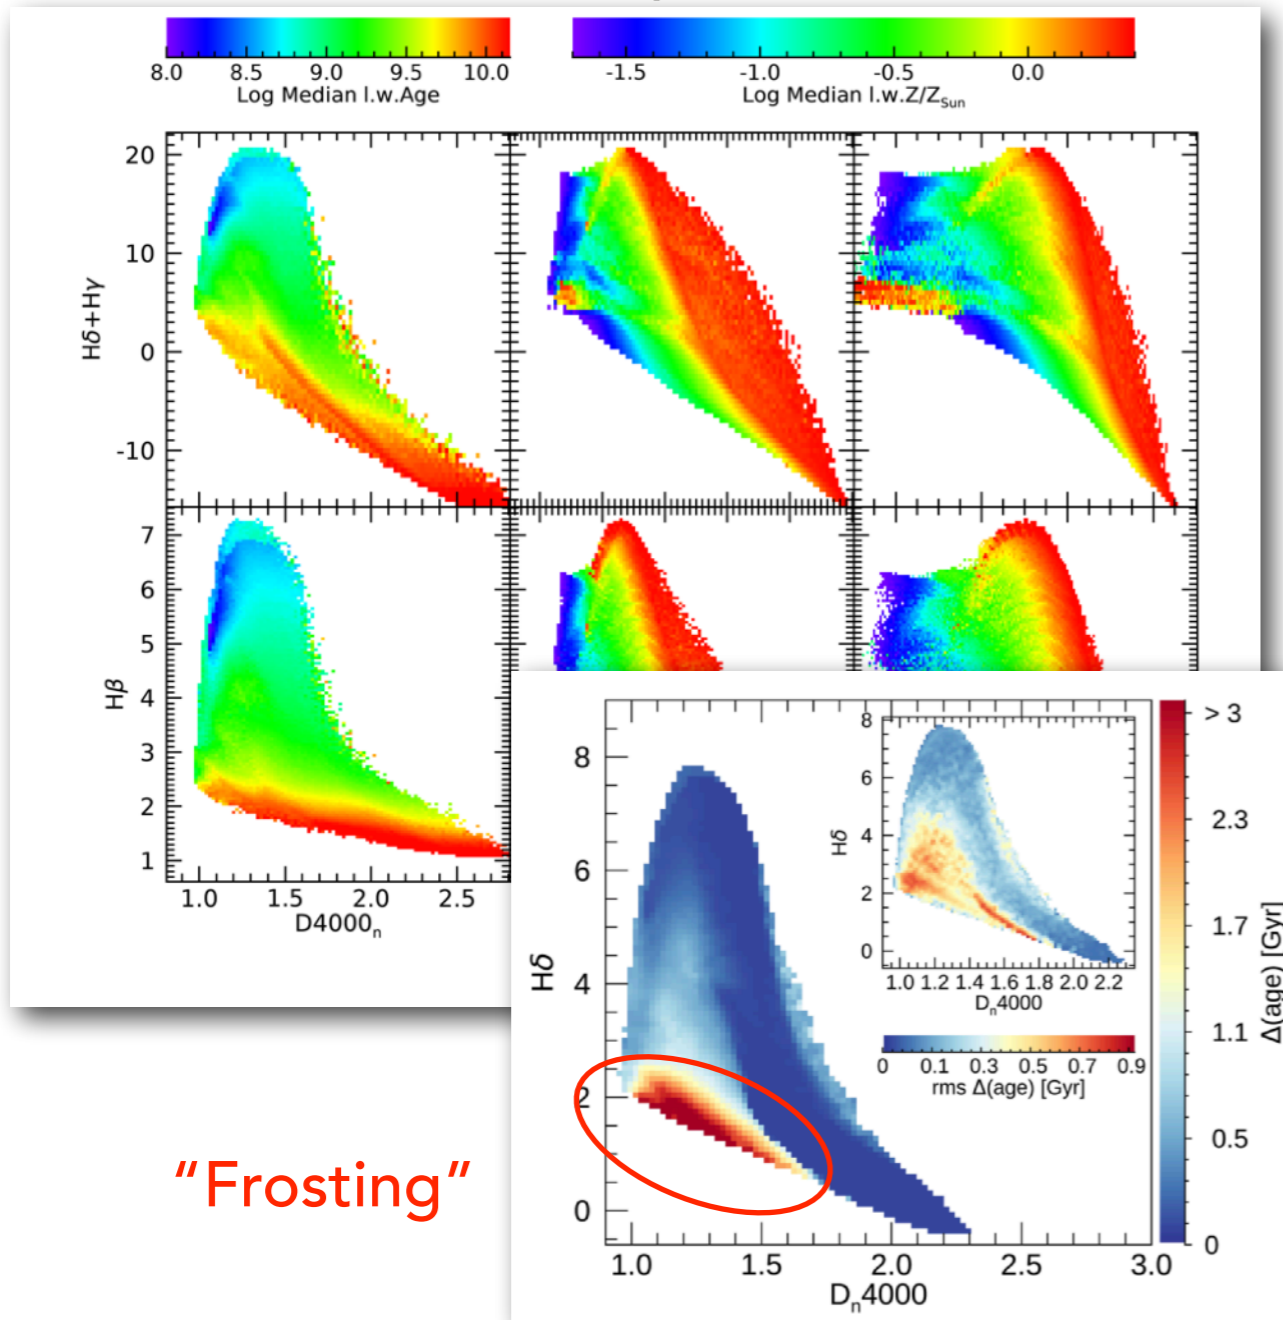 8.0 8.5 9.0 9.5 10.0
Log Median l.w.Age
-1.5 -1.0 -0.5 0.0
Log Median l.w.Z/Z_Sun
20
10
0
-10
Hδ+Hγ
7
6
5
4
3
2
1
Hβ
1.0 1.5 2.0 2.5
D4000_n
8
6
4
2
0
Hδ
1.0 1.5 2.0 2.5 3.0
D_n4000
8
6
4
2
0
Hδ
1.0 1.2 1.4 1.6 1.8 2.0 2.2
D_n4000
0 0.1 0.3 0.5 0.7 0.9
rms Δ(age) [Gyr]
> 3
2.3
1.7
1.1
0.5
0
Δ(age) [Gyr]
“Frosting”